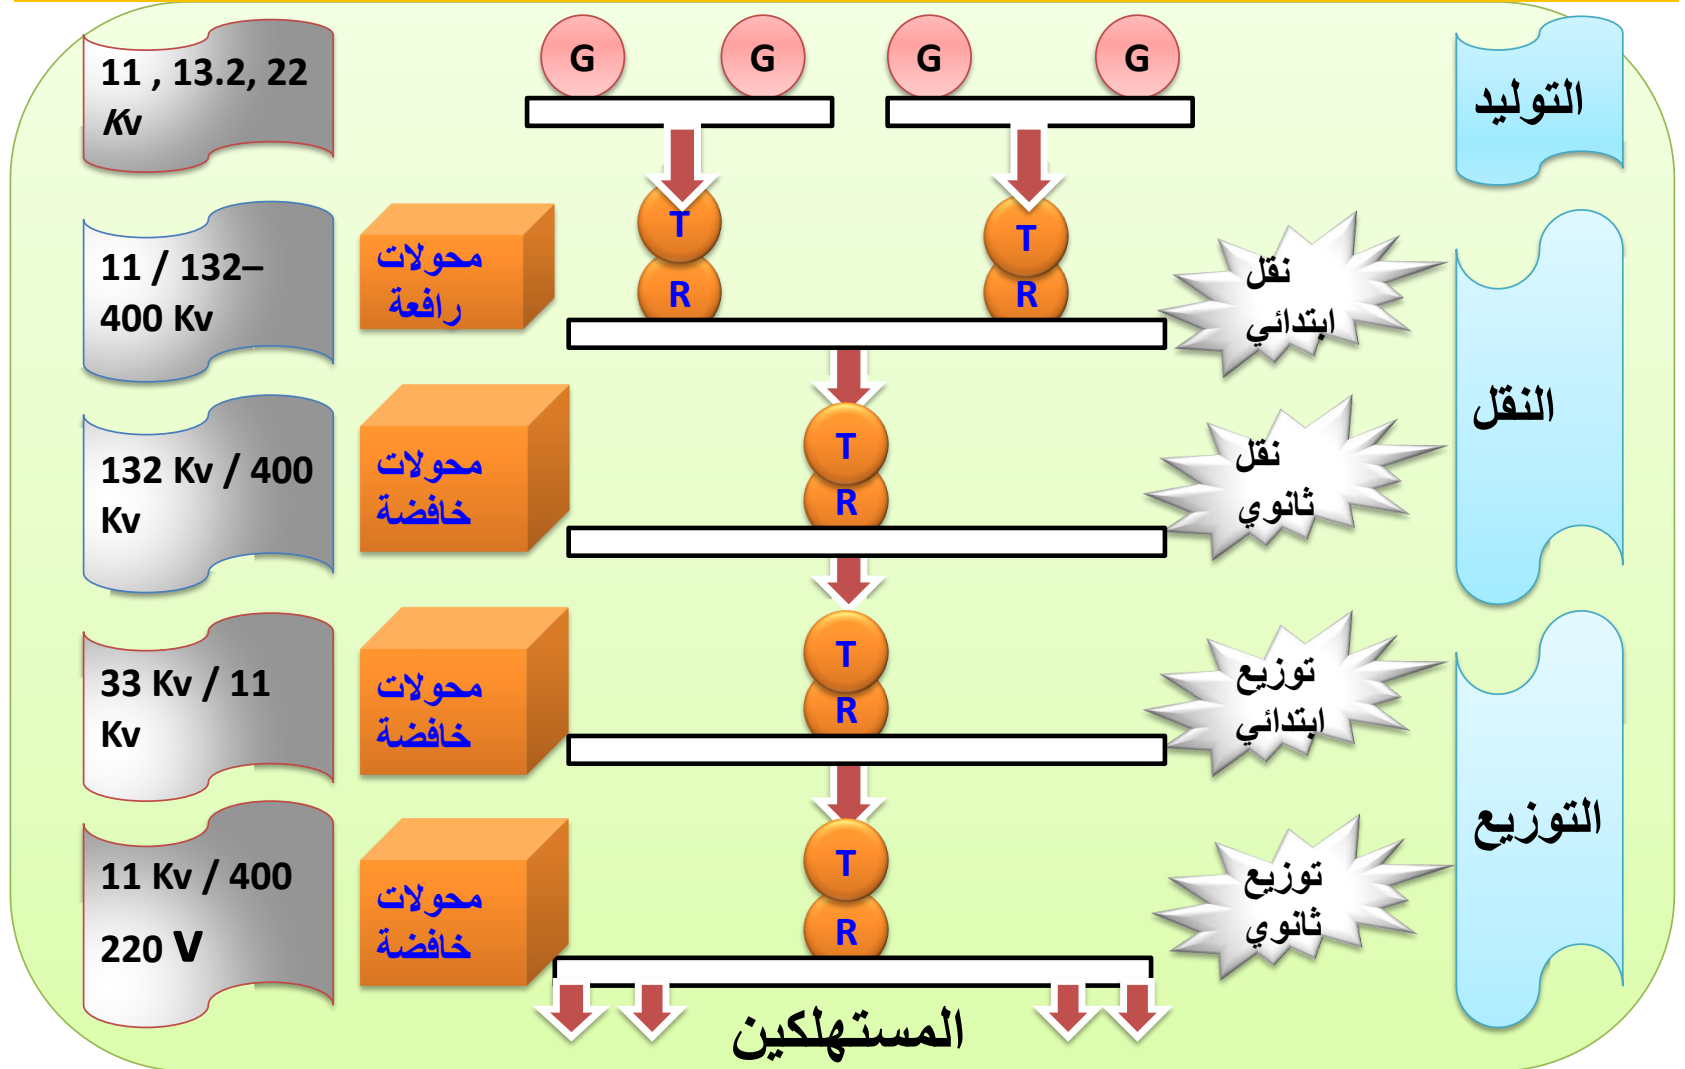 G G G G
11 , 13.2, 22
Kv
التوليد
T T
R R
11 / 132–
400 Kv
محولات
رافعة
نقل
ابتدائي
النقل
132 Kv / 400
Kv
محولات
خافضة
T
R
نقل
ثانوي
33 Kv / 11
Kv
محولات
خافضة
T
R
توزيع
ابتدائي
التوزيع
11 Kv / 400
220 V
محولات
خافضة
T
R
توزيع
ثانوي
المستهلكين